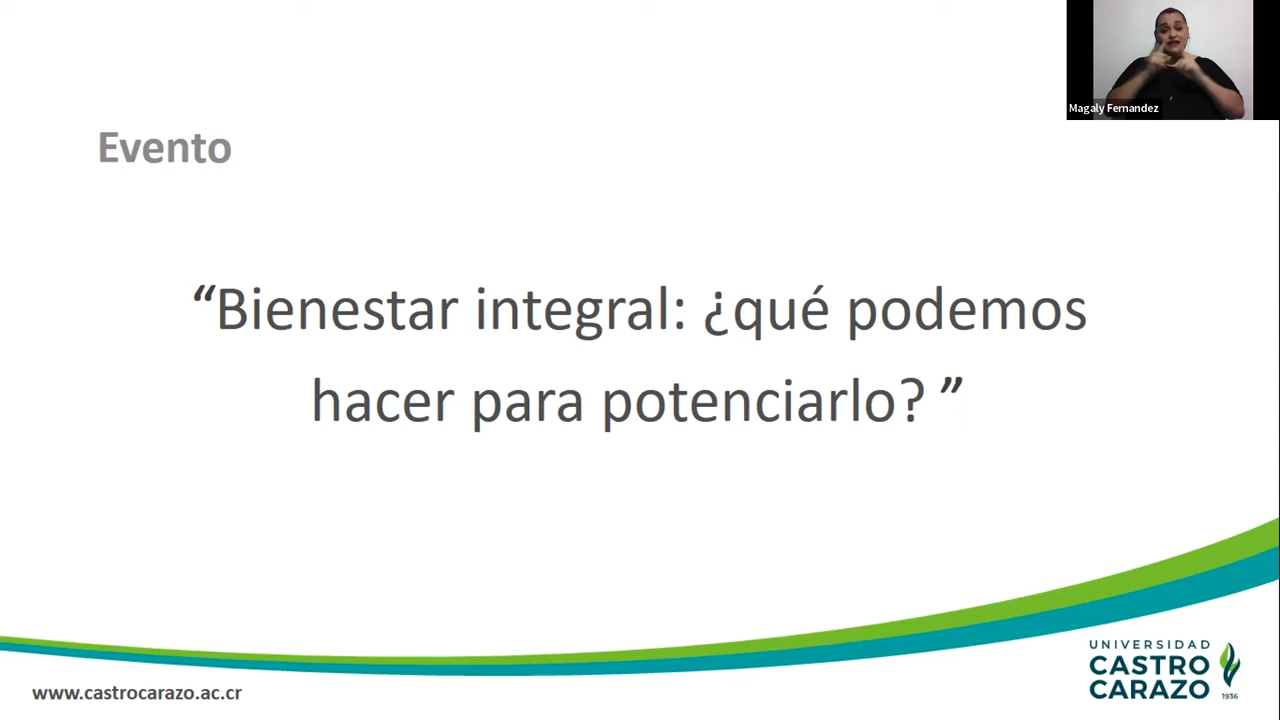 Magaly Fernandez
Evento
“Bienestar integral: ¿qué podemos
hacer para potenciarlo? ”
www.castrocarazo.ac.cr
UNIVERSIDAD
CASTRO
CARAZO
1936